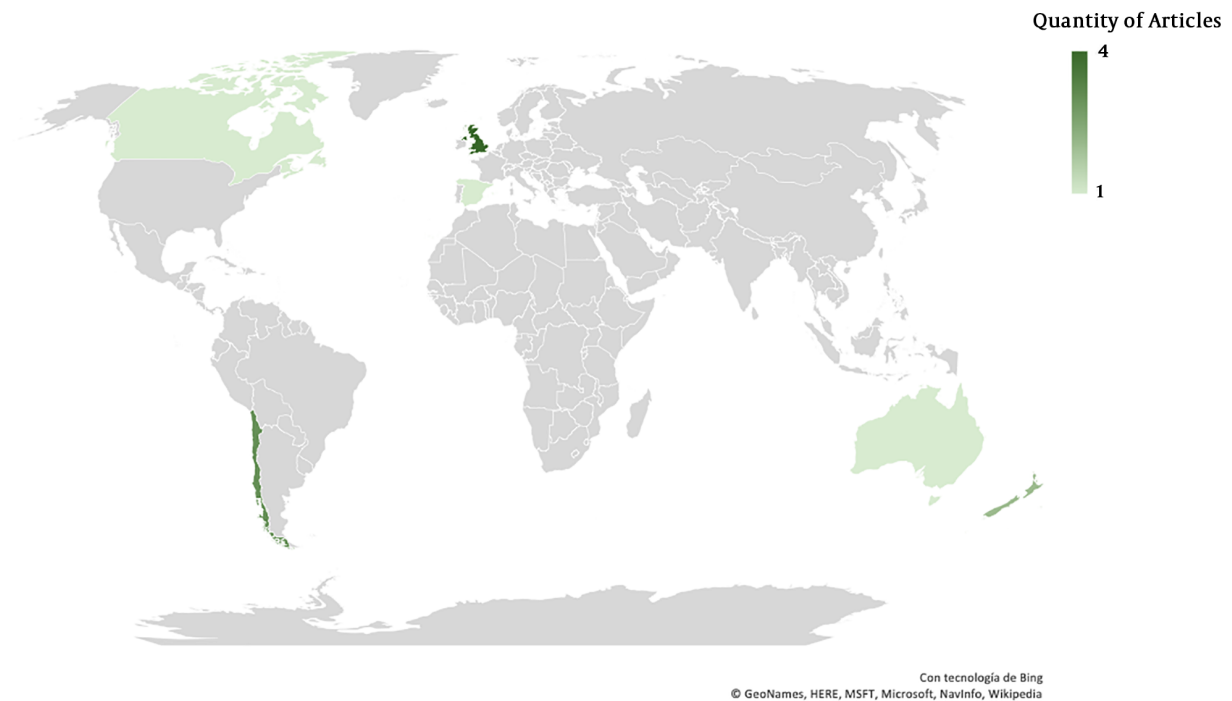 Quantity of Articles
4
1
Con tecnología de Bing
© GeoNames, HERE, MSFT, Microsoft, NavInfo, Wikipedia